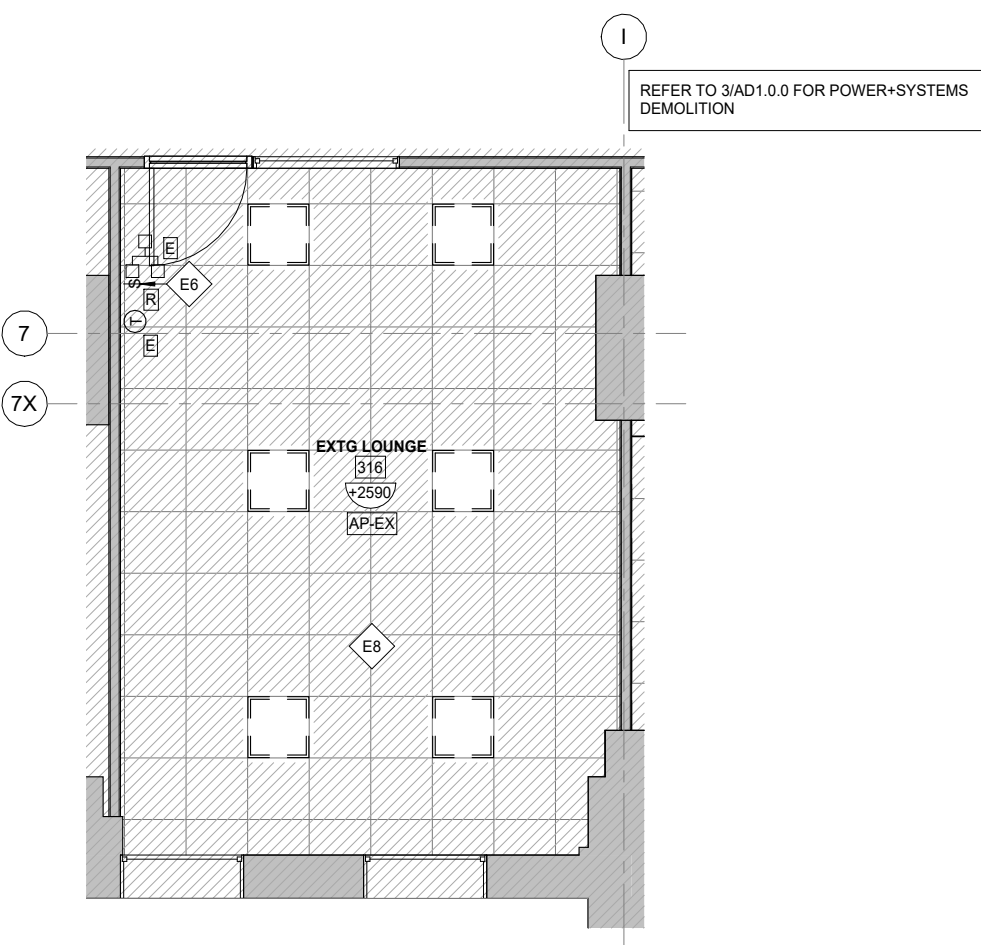 I
REFER TO 3/AD1.0.0 FOR POWER+SYSTEMS
DEMOLITION
E
S
E6
R
T
E
7
7X
EXTG LOUNGE
316
+2590
AP-EX
E8